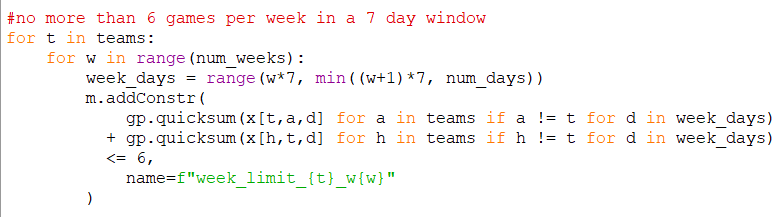 #no more than 6 games per week in a 7 day window
for t in teams:
    for w in range(num_weeks):
        week_days = range(w*7, min((w+1)*7, num_days))
        m.addConstr(
            gp.quicksum(x[t,a,d] for a in teams if a != t for d in week_days)
          + gp.quicksum(x[h,t,d] for h in teams if h != t for d in week_days)
          <= 6,
            name=f"week_limit_{t}_w{w}"
        )